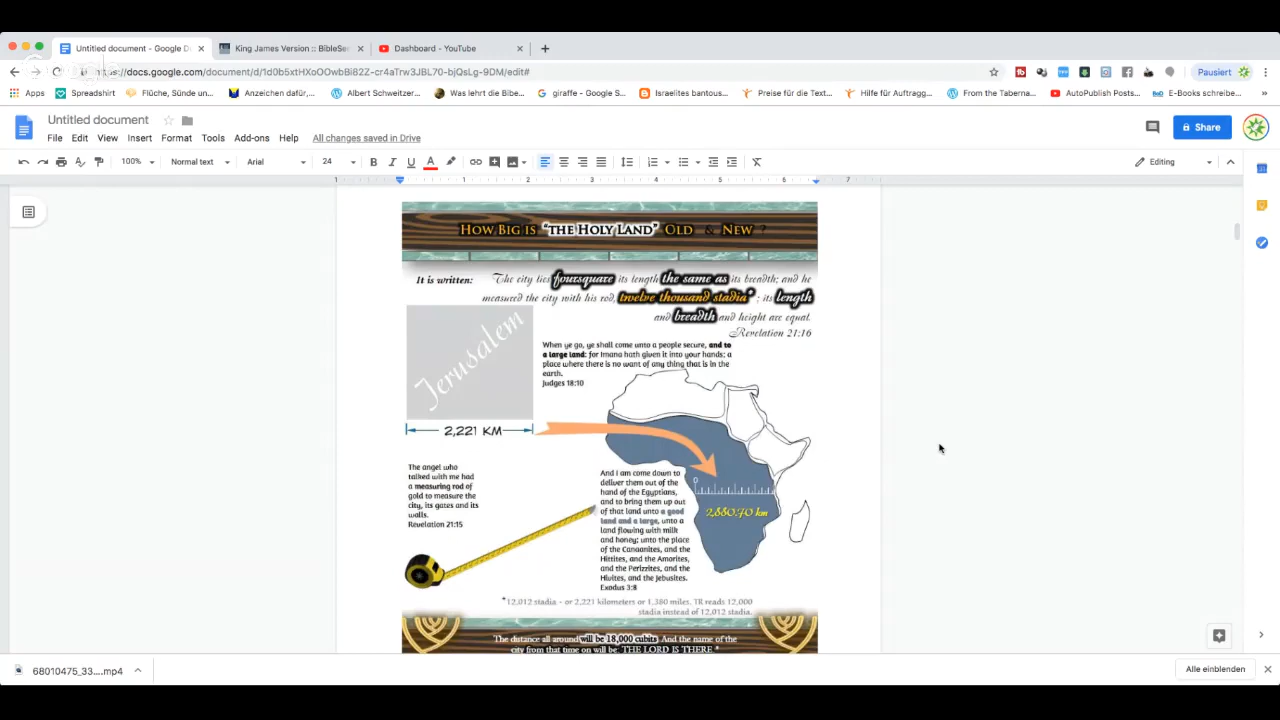 Untitled document - Google D
King James Version :: BibleSe
Dashboard - YouTube
https://docs.google.com/document/d/1d0b5xtHXoOOwbBi82Z-cr4aTrw3JBL70-bjQsLg-9DM/edit#
Pausiert
Apps
Spreadshirt
Flüche, Sünde un...
Anzeichen dafür,...
Albert Schweitzer...
Was lehrt die Bibe...
giraffe - Google S...
Israelites bantous...
Preise für die Text...
Hilfe für Auftragg...
From the Taberna...
AutoPublish Posts...
E-Books schreibe...
Untitled document
File Edit View Insert Format Tools Add-ons Help All changes saved in Drive
Share
100% Normal text Arial 24 B I U A Editing
1 1 2 3 4 5 6 7
How Big is "the Holy Land" Old & New ?
It is written: The city lies foursquare its length the same as its breadth; and he
measured the city with his rod, twelve thousand stadia* ; its length
and breadth and height are equal.
Revelation 21:16
Jerusalem
When ye go, ye shall come unto a people secure, and to
a large land: for Imana hath given it into your hands; a
place where there is no want of any thing that is in the
earth.
Judges 18:10
2,221 KM
The angel who
talked with me had
a measuring rod of
gold to measure the
city, its gates and its
walls.
Revelation 21:15
And I am come down to
deliver them out of the
hand of the Egyptians,
and to bring them up out
of that land unto a good
land and a large, unto a
land flowing with milk
and honey; unto the place
of the Canaanites, and the
Hittites, and the Amorites,
and the Perizzites, and the
Hivites, and the Jebusites.
Exodus 3:8
0
2,880.70 km
*12,012 stadia - or 2,221 kilometers or 1,380 miles. TR reads 12,000
stadia instead of 12,012 stadia.
The distance all around will be 18,000 cubits. And the name of the
city from that time on will be: THE LORD IS THERE.*
68010475_33....mp4
Alle einblenden